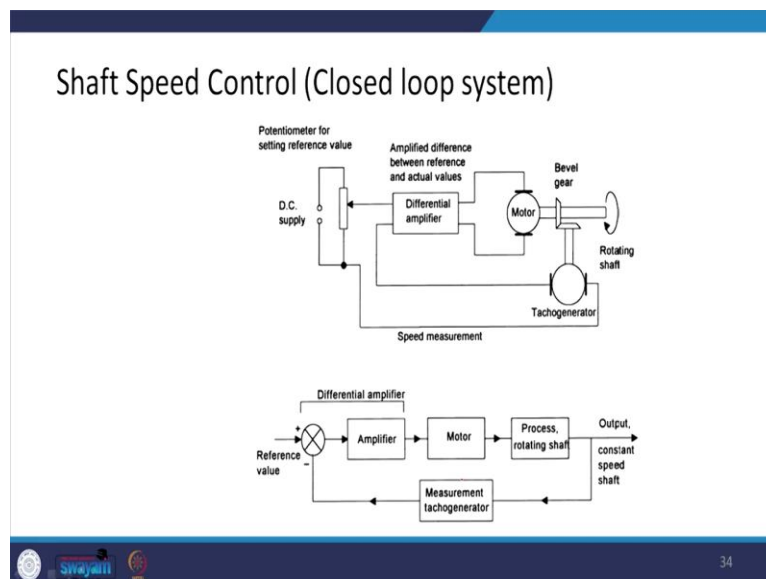 Shaft Speed Control (Closed loop system)
Potentiometer for
setting reference value
Amplified difference
between reference
and actual values
Bevel
gear
D.C.
supply
Differential
amplifier
Motor
Rotating
shaft
Tachogenerator
Speed measurement
Differential amplifier
+
Reference
value
−
Amplifier
Motor
Process,
rotating shaft
Output,
constant
speed
shaft
Measurement
tachogenerator
swayam
34